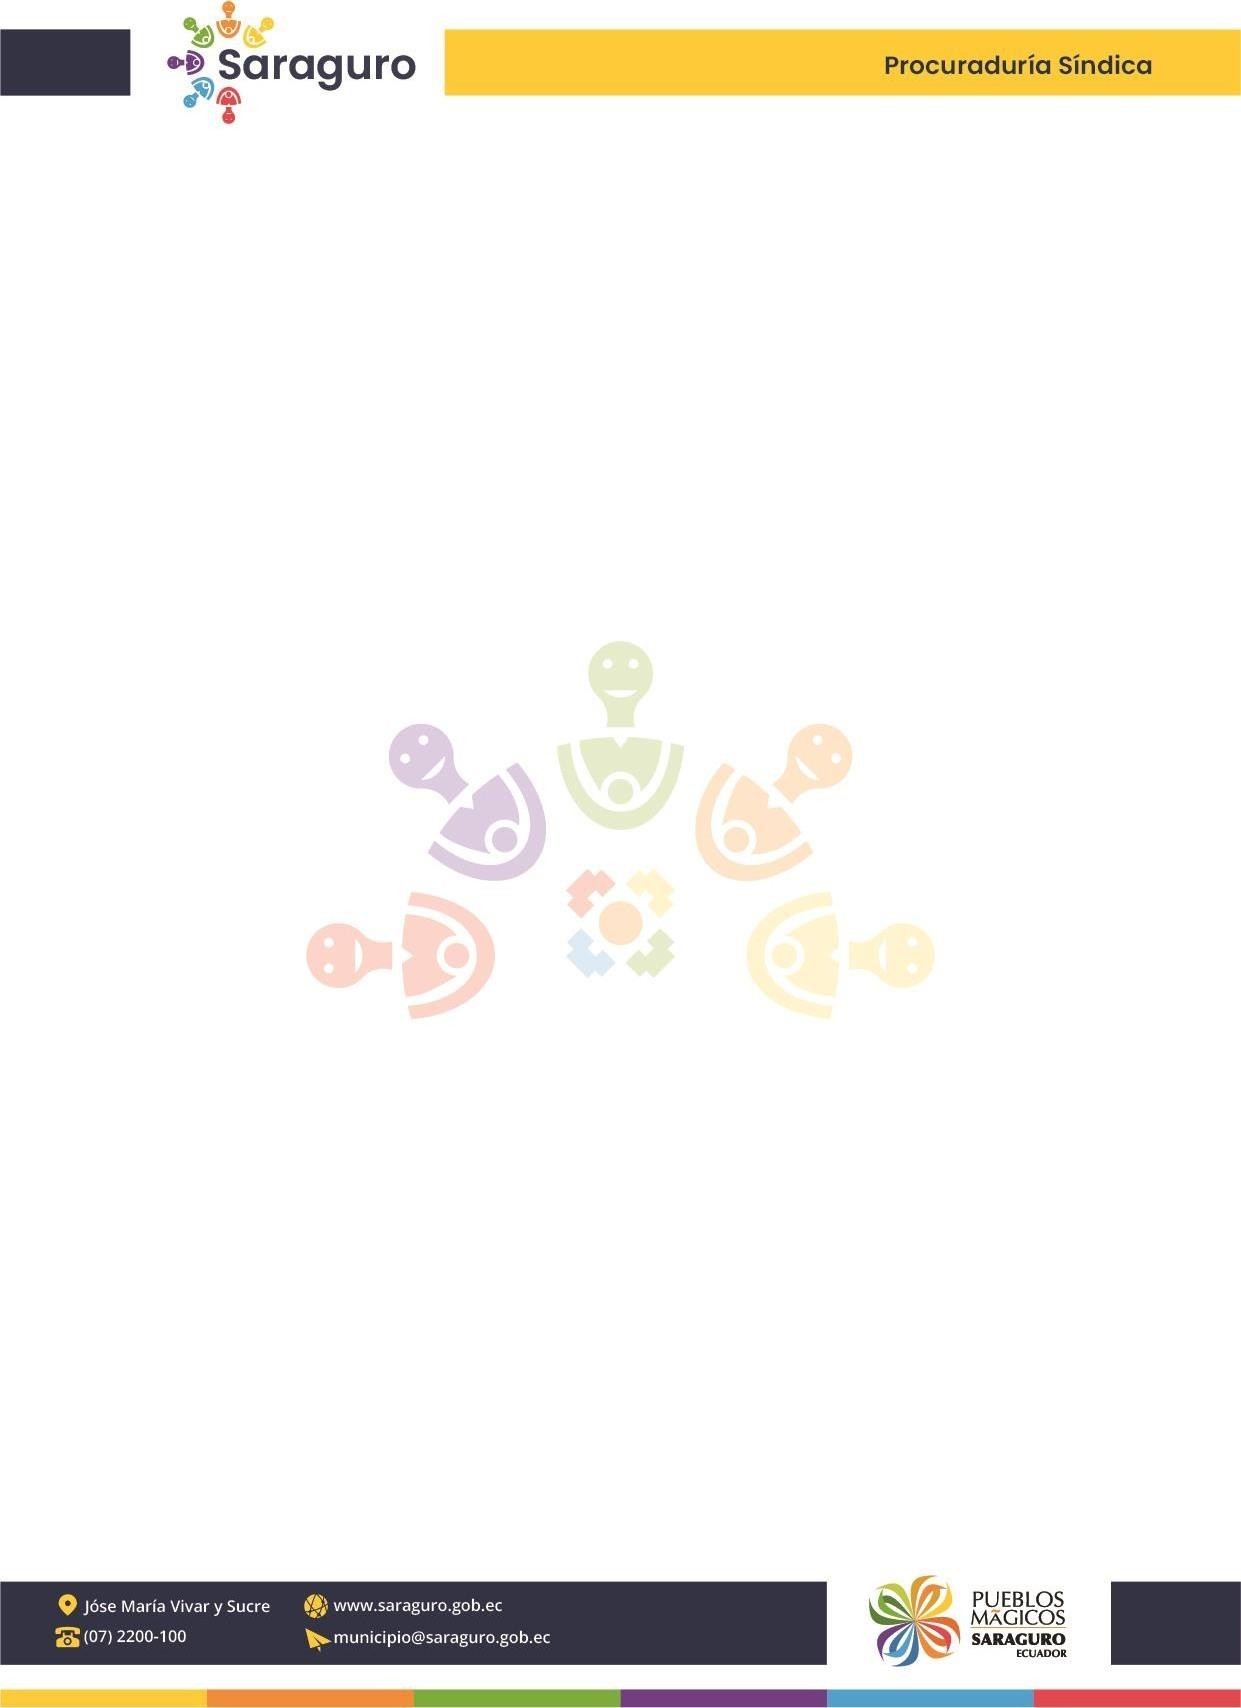 Saraguro
Procuraduría Síndica
Jóse María Vivar y Sucre
(07) 2200-100
www.saraguro.gob.ec
municipio@saraguro.gob.ec
PUEBLOS
MÁGICOS
SARAGURO
ECUADOR